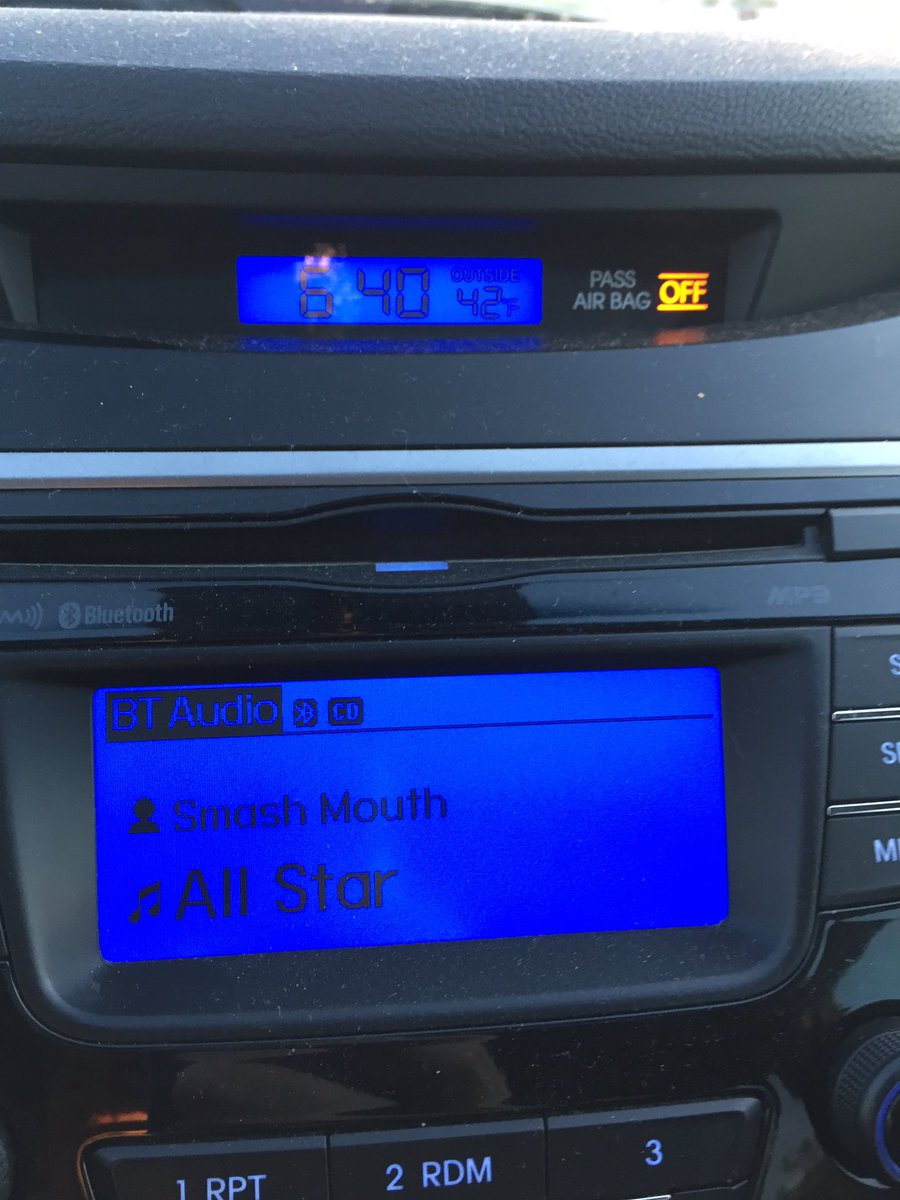 6 40 OUTSIDE 42°F
PASS AIR BAG OFF
Bluetooth
MP3
BT Audio CD
Smash Mouth
All Star
1 RPT
2 RDM
3